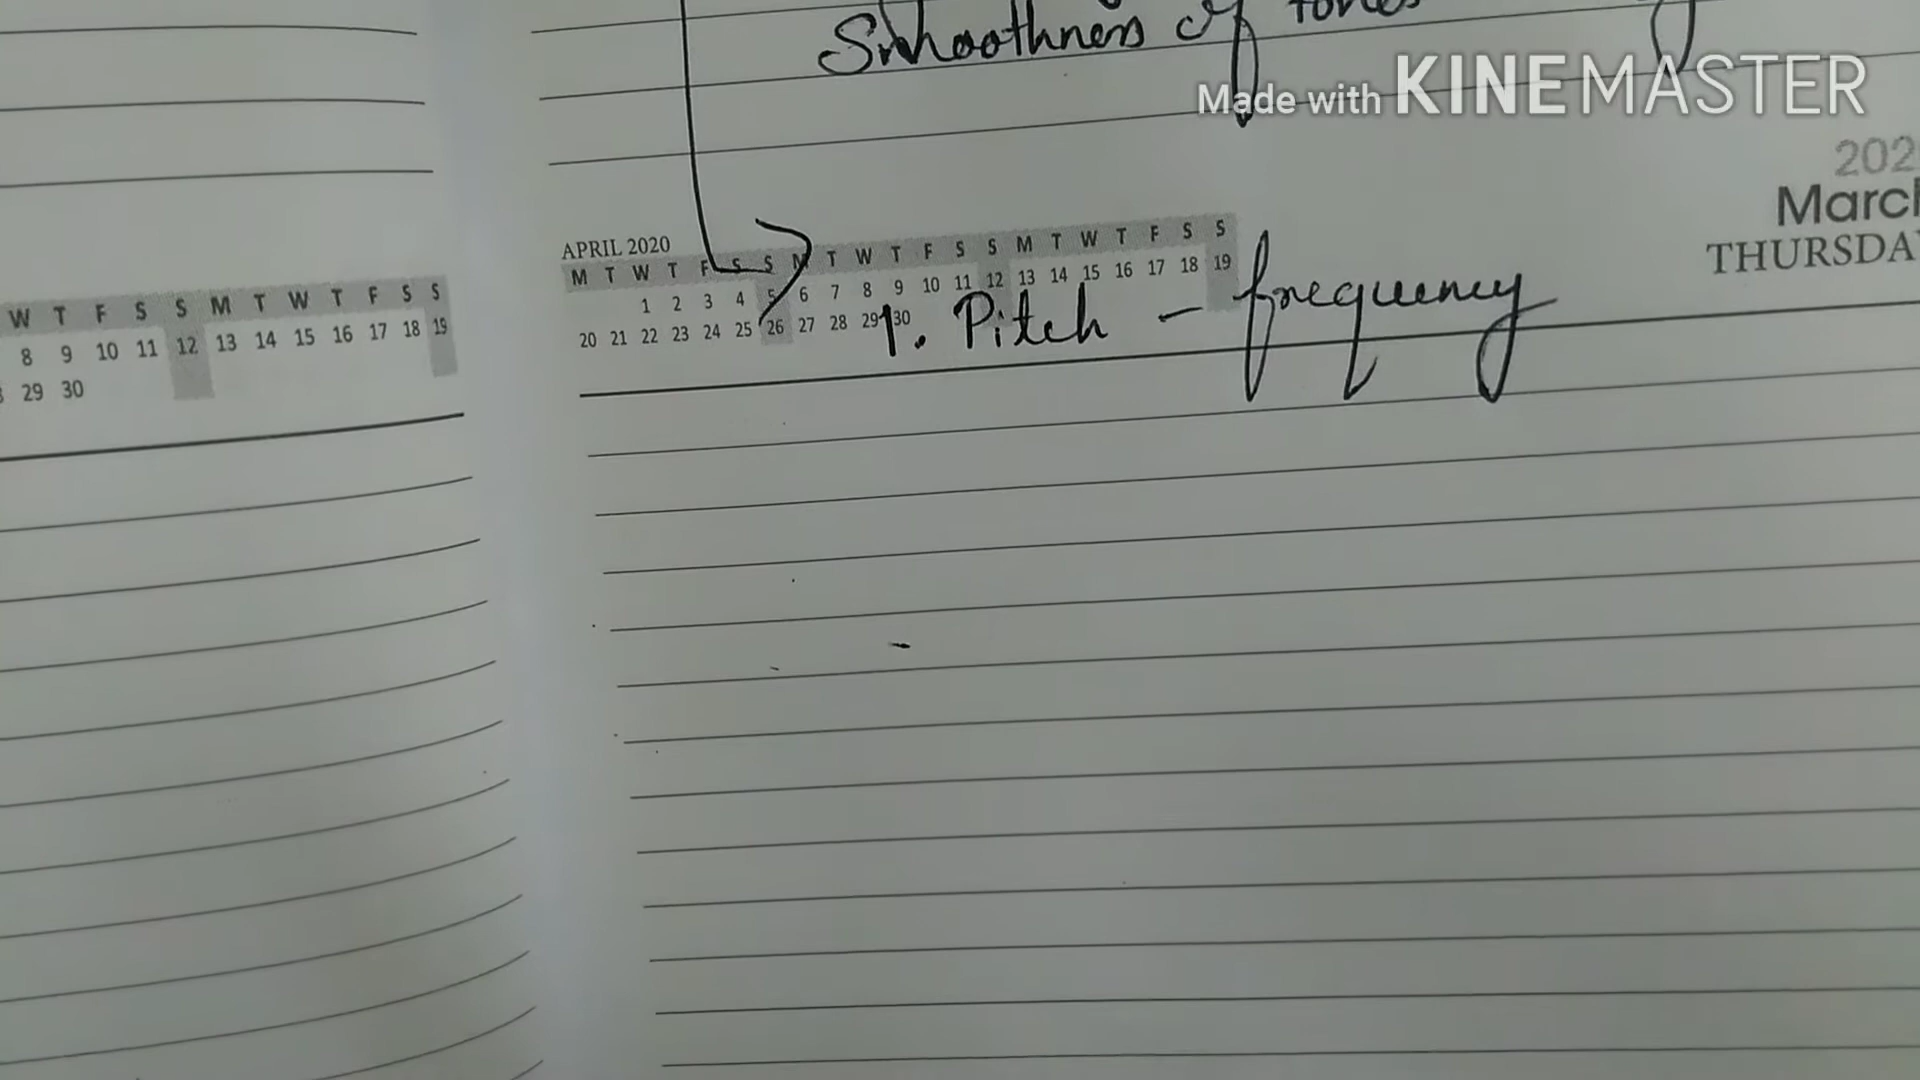 Smoothness of tones
Made with KINEMASTER
202
March
THURSDA
APRIL 2020
M T W T F S S M T W T F S S M T W T F S S
1 2 3 4 5 6 7 8 9 10 11 12 13 14 15 16 17 18 19
20 21 22 23 24 25 26 27 28 29 30
1. Pitch - frequency
W T F S S M T W T F S S
8 9 10 11 12 13 14 15 16 17 18 19
29 30